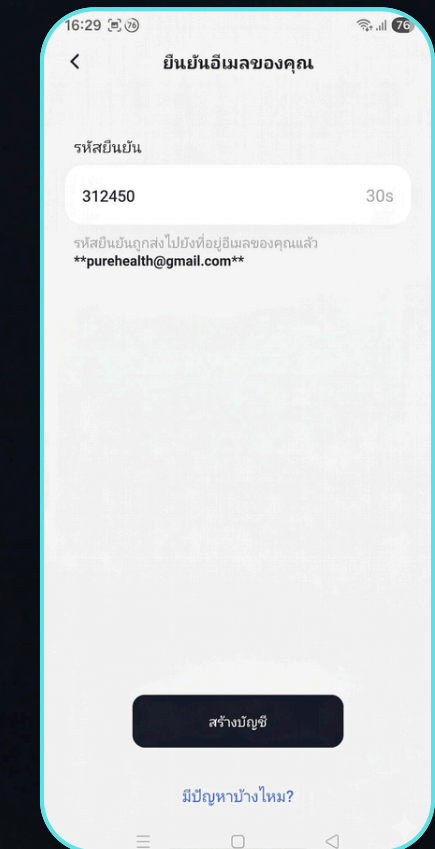 16:29 76
76
ยืนยันอีเมลของคุณ
รหัสยืนยัน
312450 30s
รหัสยืนยันถูกส่งไปยังที่อยู่อีเมลของคุณแล้ว
**purehealth@gmail.com**
สร้างบัญชี
มีปัญหาบ้างไหม?